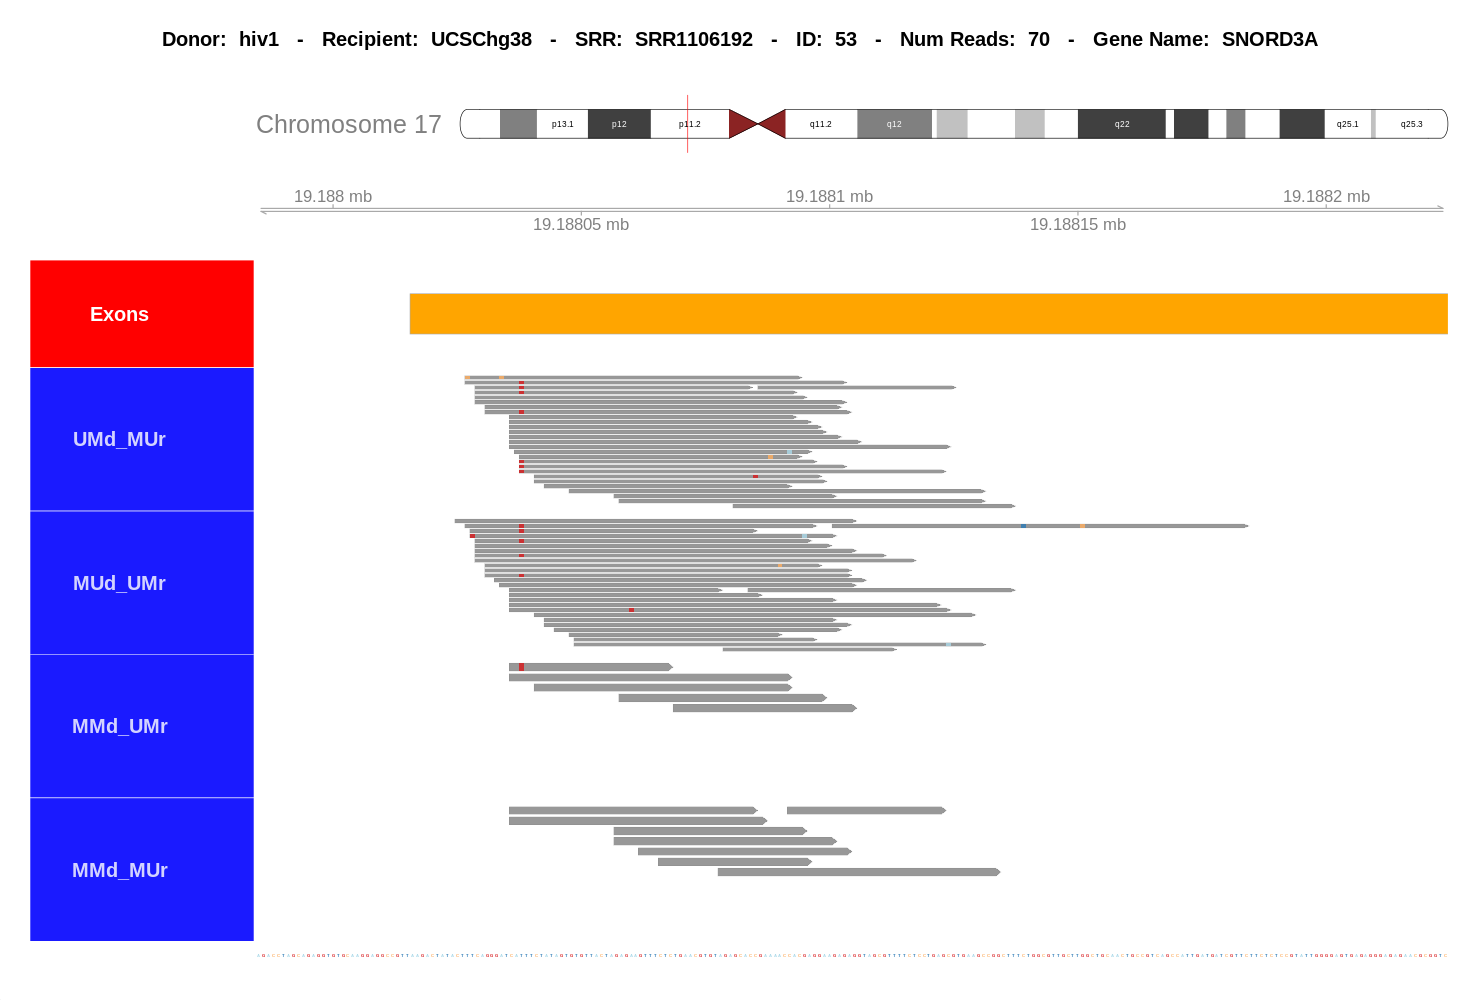 Donor: hiv1 - Recipient: UCSChg38 - SRR: SRR1106192 - ID: 53 - Num Reads: 70 - Gene Name: SNORD3A
Chromosome 17
p13.1 p12 p11.2 q11.2 q12 q22 q25.1 q25.3
19.188 mb 19.1881 mb 19.1882 mb
19.18805 mb 19.18815 mb
Exons
UMd_MUr
MUd_UMr
MMd_UMr
MMd_MUr